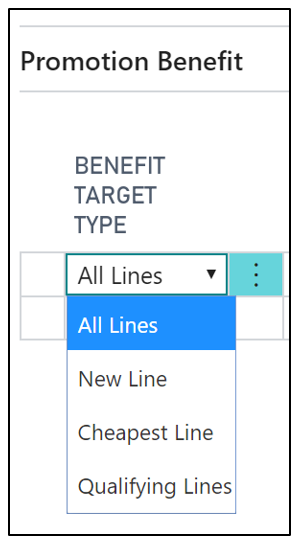 Promotion Benefit
BENEFIT
TARGET
TYPE
All Lines
All Lines
New Line
Cheapest Line
Qualifying Lines